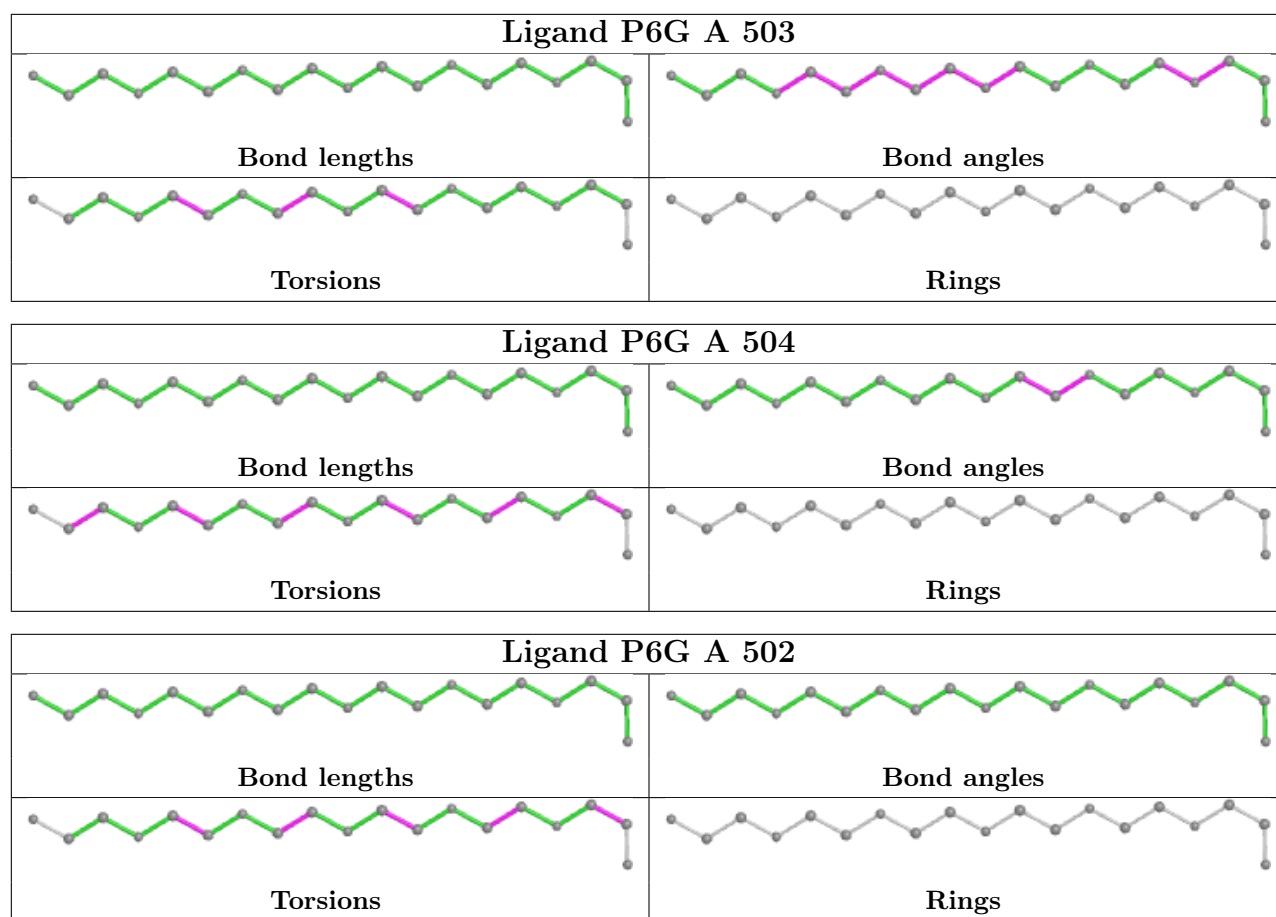 Ligand P6G A 503
Bond lengths
Bond angles
Torsions
Rings
Ligand P6G A 504
Bond lengths
Bond angles
Torsions
Rings
Ligand P6G A 502
Bond lengths
Bond angles
Torsions
Rings